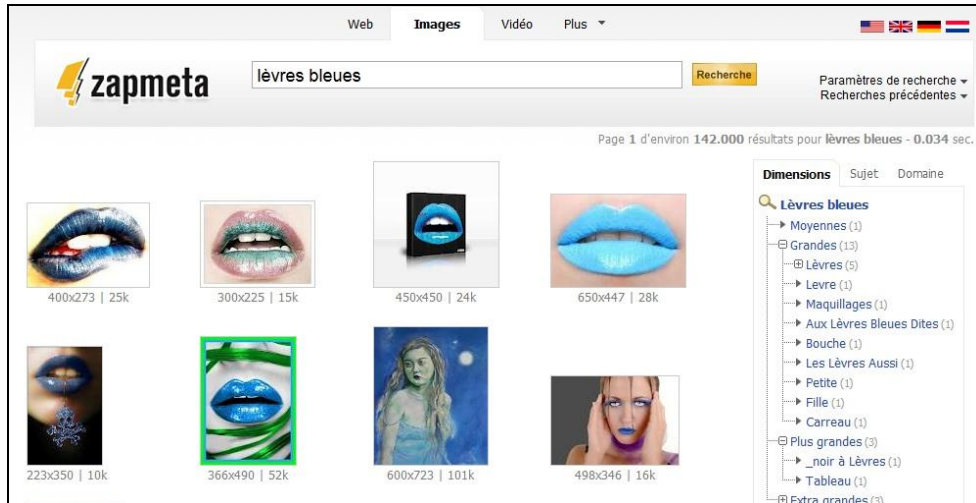 Web Images Vidéo Plus
zapmeta
lèvres bleues
Recherche
Paramètres de recherche
Recherches précédentes
Page 1 d'environ 142.000 résultats pour lèvres bleues - 0.034 sec.
Dimensions Sujet Domaine
Lèvres bleues
Moyennes (1)
Grandes (13)
Lèvres (5)
Levre (1)
Maquillages (1)
Aux Lèvres Bleues Dites (1)
Bouche (1)
Les Lèvres Aussi (1)
Petite (1)
Fille (1)
Carreau (1)
Plus grandes (3)
_noir à Lèvres (1)
Tableau (1)
Extra grandes (3)
400x273 | 25k
300x225 | 15k
450x450 | 24k
650x447 | 28k
223x350 | 10k
366x490 | 52k
600x723 | 101k
498x346 | 16k